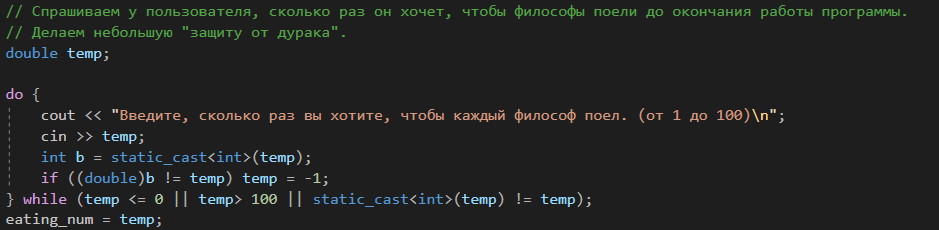 // Спрашиваем у пользователя, сколько раз он хочет, чтобы философы поели до окончания работы программы.
// Делаем небольшую "защиту от дурака".
double temp;
do {
cout << "Введите, сколько раз вы хотите, чтобы каждый философ поел. (от 1 до 100)\n";
cin >> temp;
int b = static_cast<int>(temp);
if ((double)b != temp) temp = -1;
} while (temp <= 0 || temp> 100 || static_cast<int>(temp) != temp);
eating_num = temp;